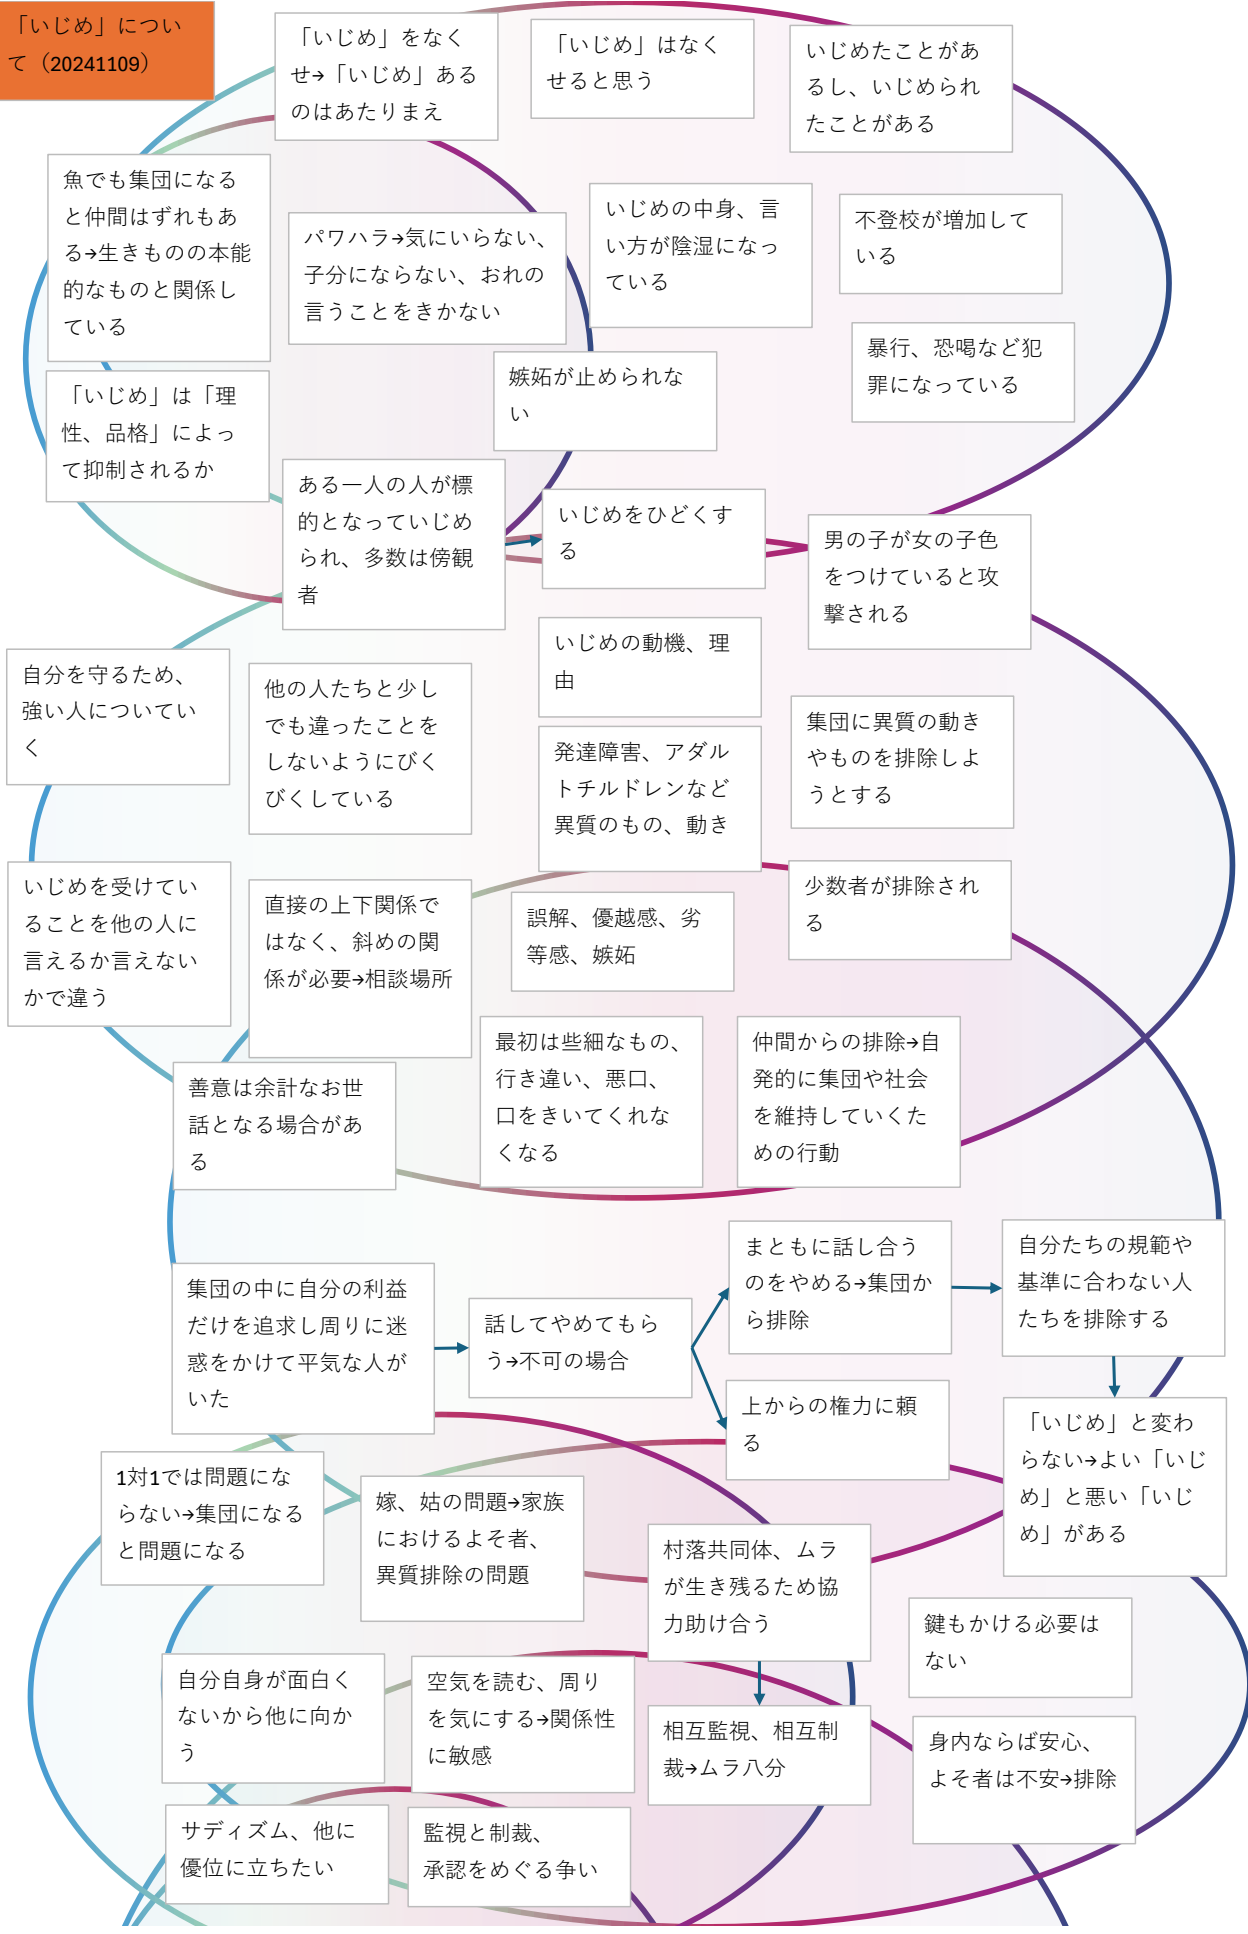 「いじめ」につい
て（20241109）
「いじめ」をなく
せ→「いじめ」ある
のはあたりまえ
「いじめ」はなく
せると思う
いじめたことがあ
るし、いじめられ
たことがある
魚でも集団になる
と仲間はずれもあ
る→生きものの本能
的なものと関係し
ている
パワハラ→気にいらない、
子分にならない、おれの
言うことをきかない
いじめの中身、言
い方が陰湿になっ
ている
不登校が増加して
いる
暴行、恐喝など犯
罪になっている
嫉妬が止められな
い
「いじめ」は「理
性、品格」によっ
て抑制されるか
ある一人の人が標
的となっていじめ
られ、多数は傍観
者
いじめをひどくす
る
男の子が女の子色
をつけていると攻
撃される
いじめの動機、理
由
自分を守るため、
強い人についてい
く
他の人たちと少し
でも違ったことを
しないようにびく
びくしている
発達障害、アダル
トチルドレンなど
異質のもの、動き
集団に異質の動き
やものを排除しよ
うとする
いじめを受けてい
ることを他の人に
言えるか言えない
かで違う
直接の上下関係で
はなく、斜めの関
係が必要→相談場所
誤解、優越感、劣
等感、嫉妬
少数者が排除され
る
善意は余計なお世
話となる場合があ
る
最初は些細なもの、
行き違い、悪口、
口をきいてくれな
くなる
仲間からの排除→自
発的に集団や社会
を維持していくた
めの行動
集団の中に自分の利益
だけを追求し周りに迷
惑をかけて平気な人が
いた
話してやめてもら
う→不可の場合
まともに話し合う
のをやめる→集団か
ら排除
自分たちの規範や
基準に合わない人
たちを排除する
上からの権力に頼
る
「いじめ」と変わ
らない→よい「いじ
め」と悪い「いじ
め」がある
1対1では問題にな
らない→集団になる
と問題になる
嫁、姑の問題→家族
におけるよそ者、
異質排除の問題
村落共同体、ムラ
が生き残るため協
力助け合う
鍵もかける必要は
ない
自分自身が面白く
ないから他に向か
う
空気を読む、周り
を気にする→関係性
に敏感
相互監視、相互制
裁→ムラ八分
身内ならば安心、
よそ者は不安→排除
サディズム、他に
優位に立ちたい
監視と制裁、
承認をめぐる争い